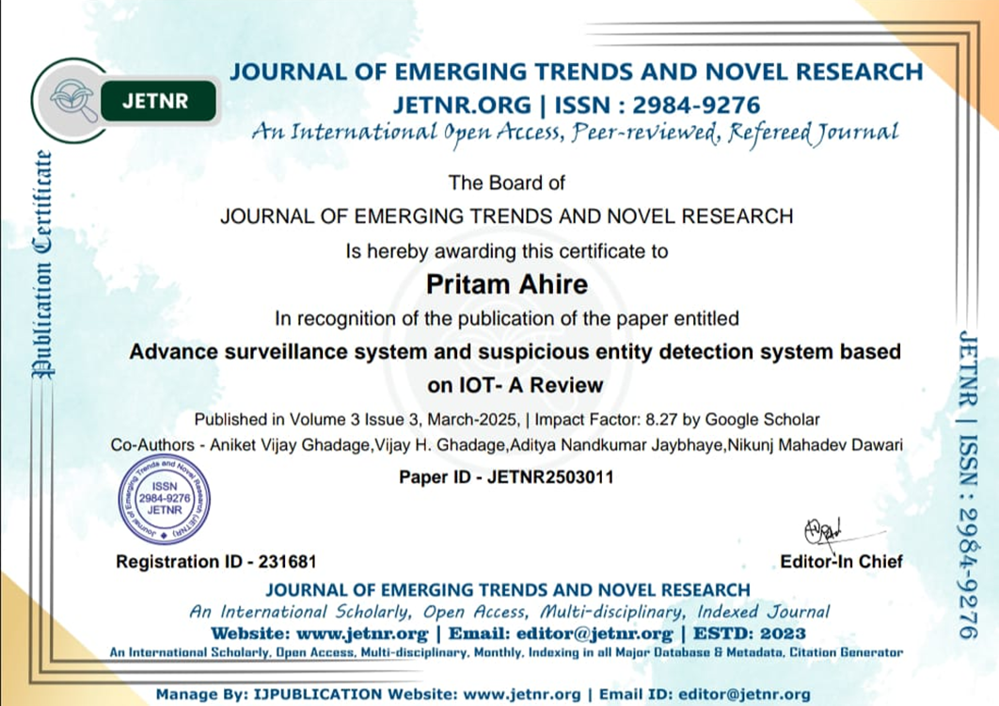 JETNR
JOURNAL OF EMERGING TRENDS AND NOVEL RESEARCH
JETNR.ORG | ISSN : 2984-9276
An International Open Access, Peer-reviewed, Refereed Journal
Publication Certificate
The Board of
JOURNAL OF EMERGING TRENDS AND NOVEL RESEARCH
Is hereby awarding this certificate to
Pritam Ahire
In recognition of the publication of the paper entitled
Advance surveillance system and suspicious entity detection system based
on IOT- A Review
Published in Volume 3 Issue 3, March-2025, | Impact Factor: 8.27 by Google Scholar
Co-Authors - Aniket Vijay Ghadage,Vijay H. Ghadage,Aditya Nandkumar Jaybhaye,Nikunj Mahadev Dawari
Paper ID - JETNR2503011
Journal of Emerging Trends and Novel Research (JETNR)
ISSN
2984-9276
JETNR
JETNR | ISSN : 2984-9276
Registration ID - 231681
Editor-In Chief
JOURNAL OF EMERGING TRENDS AND NOVEL RESEARCH
An International Scholarly, Open Access, Multi-disciplinary, Indexed Journal
Website: www.jetnr.org | Email: editor@jetnr.org | ESTD: 2023
An International Scholarly, Open Access, Multi-disciplinary, Monthly, Indexing in all Major Database & Metadata, Citation Generator
Manage By: IJPUBLICATION Website: www.jetnr.org | Email ID: editor@jetnr.org